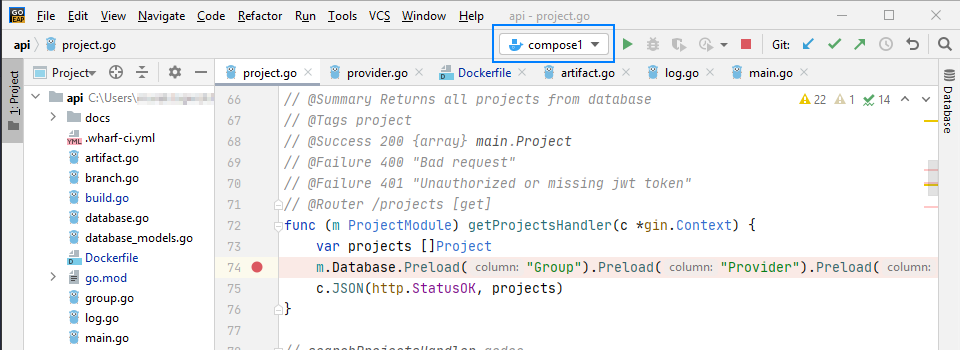 GO
EAP
File Edit View Navigate Code Refactor Run Tools VCS Window Help api - project.go
api project.go compose1 Git:
1: Project
Project
project.go provider.go Dockerfile artifact.go log.go main.go
Database
api C:\Users\
docs
.wharf-ci.yml
artifact.go
branch.go
build.go
database.go
database_models.go
Dockerfile
go.mod
group.go
log.go
main.go
22 1 14
66 // @Summary Returns all projects from database
67 // @Tags project
68 // @Success 200 {array} main.Project
69 // @Failure 400 "Bad request"
70 // @Failure 401 "Unauthorized or missing jwt token"
71 // @Router /projects [get]
72 func (m ProjectModule) getProjectsHandler(c *gin.Context) {
73 var projects []Project
74 m.Database.Preload( column: "Group").Preload( column: "Provider").Preload( column:
75 c.JSON(http.StatusOK, projects)
76 }
77